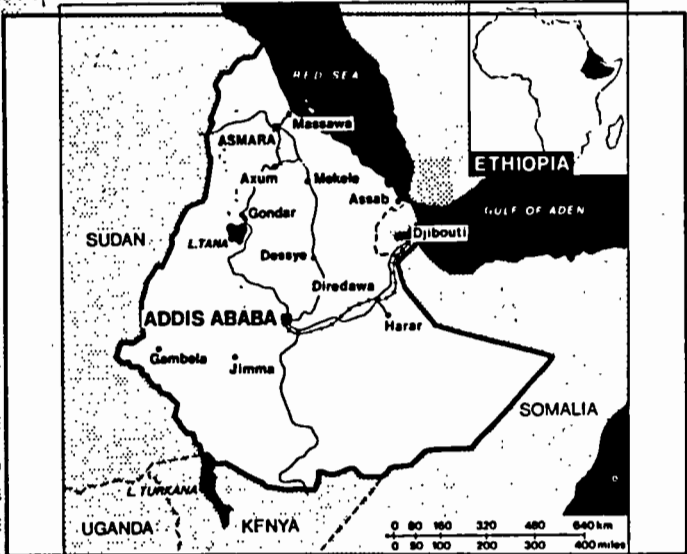 RED SEA
Massawa
ASMARA
ETHIOPIA
Axum
Mekele
Assab
GULF OF ADEN
Gondar
SUDAN
L.TANA
Djibouti
Dessye
Diredawa
ADDIS ABABA
Harar
Gambela
Jimma
SOMALIA
L. TURKANA
UGANDA
KENYA
0 80 160 320 480 640 km
0 50 100 200 300 400 miles